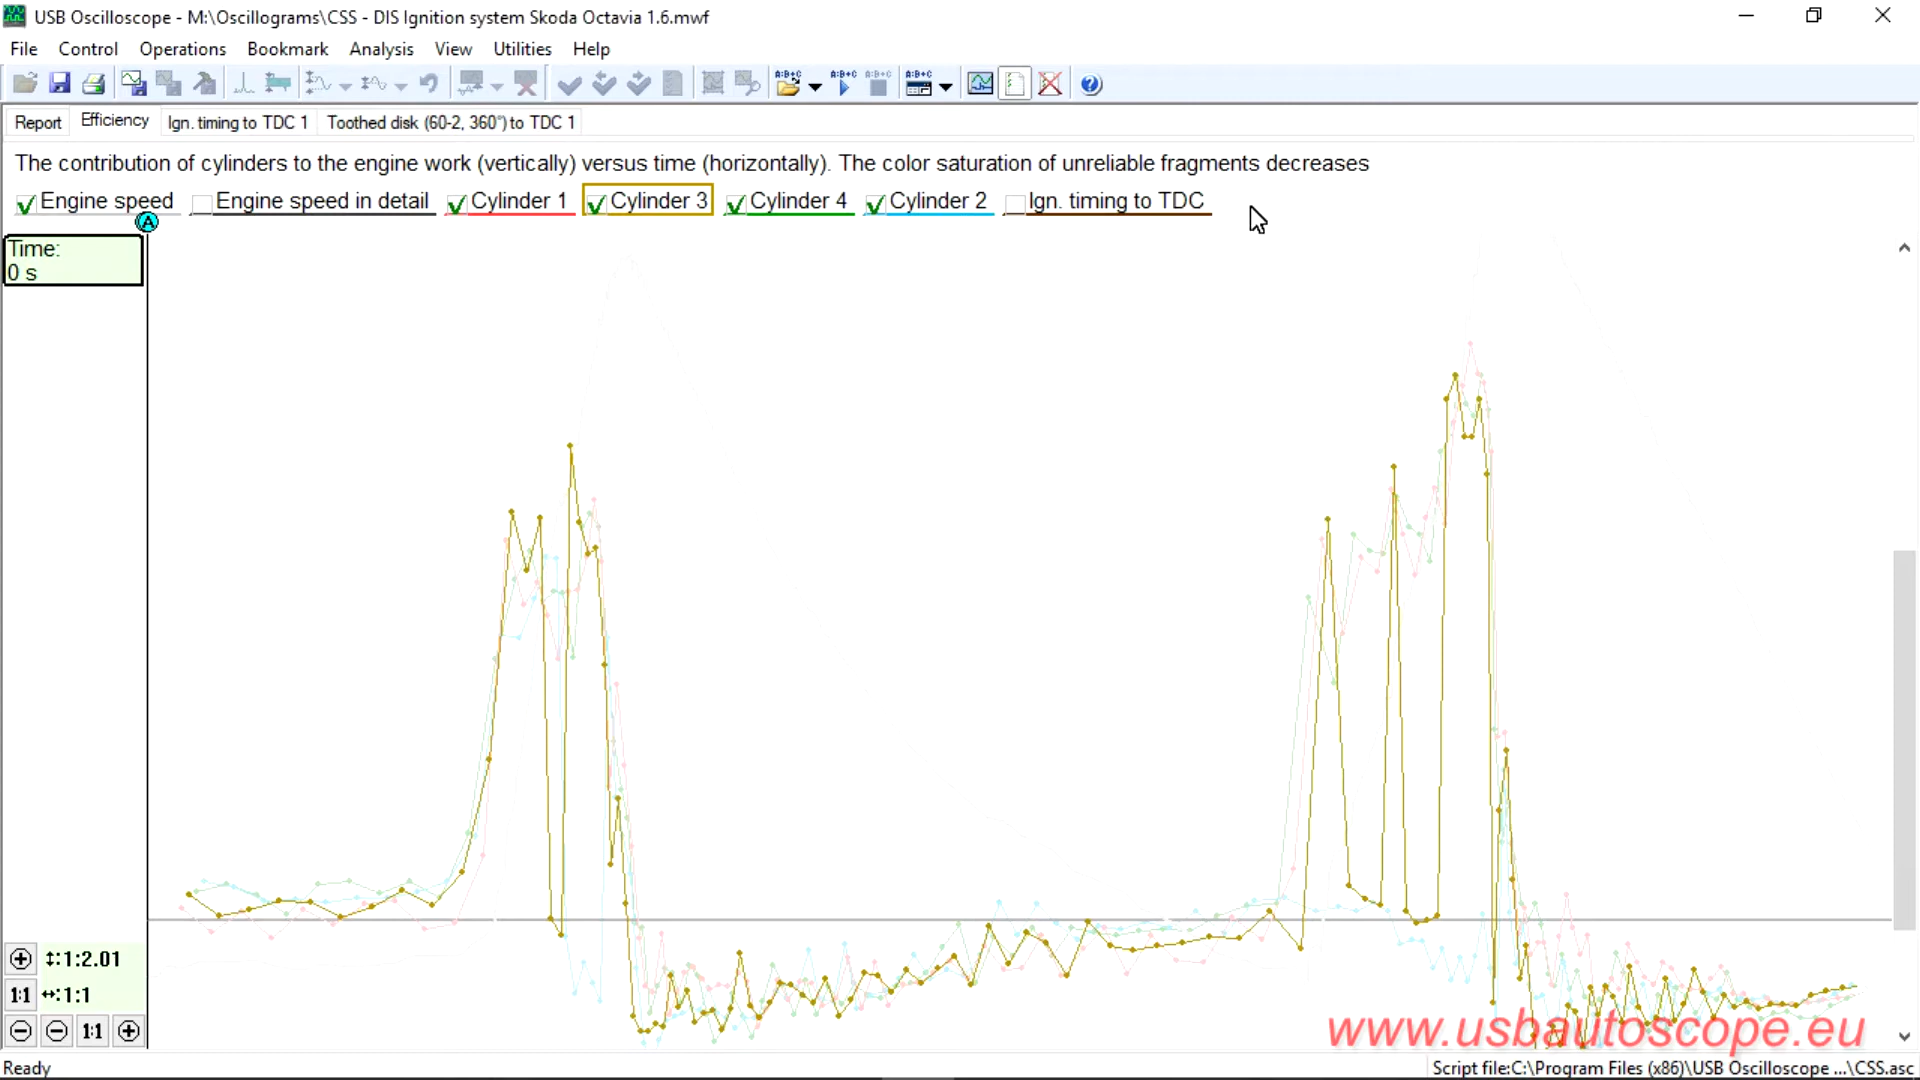 USB Oscilloscope - M:\Oscillograms\CSS - DIS Ignition system Skoda Octavia 1.6.mwf
File Control Operations Bookmark Analysis View Utilities Help
A:B+C A:B+C A:B+C A:B+C
Report Efficiency Ign. timing to TDC 1 Toothed disk (60-2, 360°) to TDC 1
The contribution of cylinders to the engine work (vertically) versus time (horizontally). The color saturation of unreliable fragments decreases
Engine speed Engine speed in detail Cylinder 1 Cylinder 3 Cylinder 4 Cylinder 2 Ign. timing to TDC
A
Time:
0 s
↕:1:2.01
1:1 ↔:1:1
1:1
www.usbautoscope.eu
Ready Script file:C:\Program Files (x86)\USB Oscilloscope ...\CSS.asc